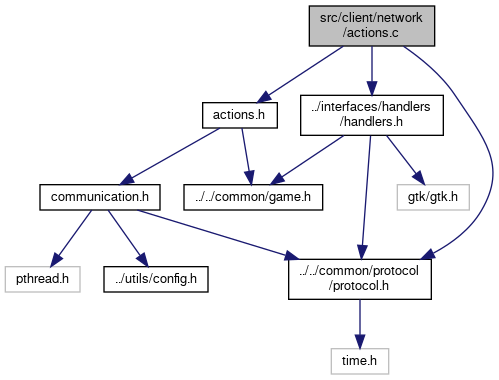 src/client/network
/actions.c
actions.h
../interfaces/handlers
/handlers.h
communication.h
../../common/game.h
gtk/gtk.h
pthread.h
../utils/config.h
../../common/protocol
/protocol.h
time.h